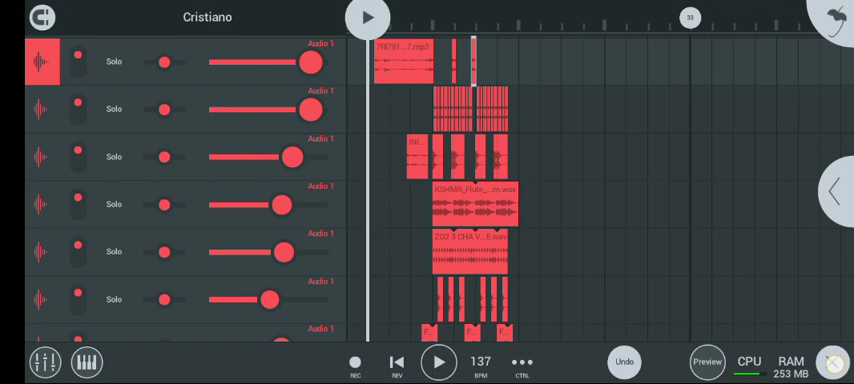 Cristiano
33
Audio 1
Solo
Audio 1
Solo
Audio 1
Solo
Audio 1
Solo
Audio 1
Solo
Audio 1
Solo
Audio 1
7f8781... 7.mp3
KSHMR_Flute_...m.wav
ZO2 3 CHA V...E.wav
F...
F...
F...
REC
REV
137
BPM
CTRL
Undo
Preview
CPU
RAM
253 MB